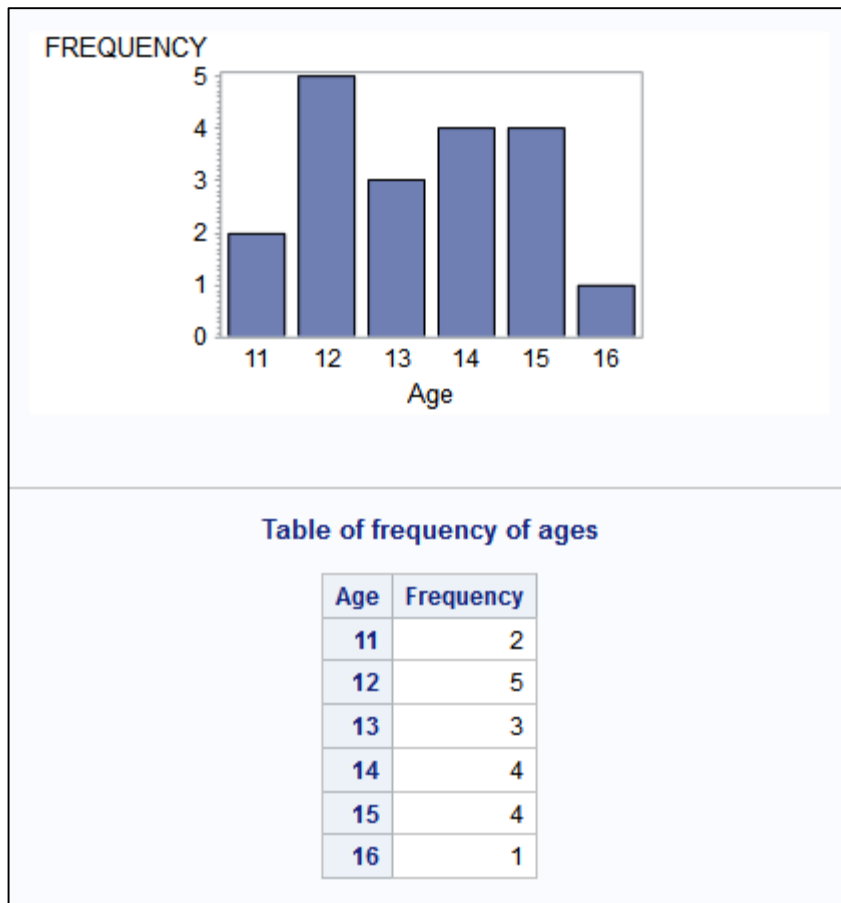 FREQUENCY
5
4
3
2
1
0
11 12 13 14 15 16
Age
Table of frequency of ages
Age Frequency
11 2
12 5
13 3
14 4
15 4
16 1